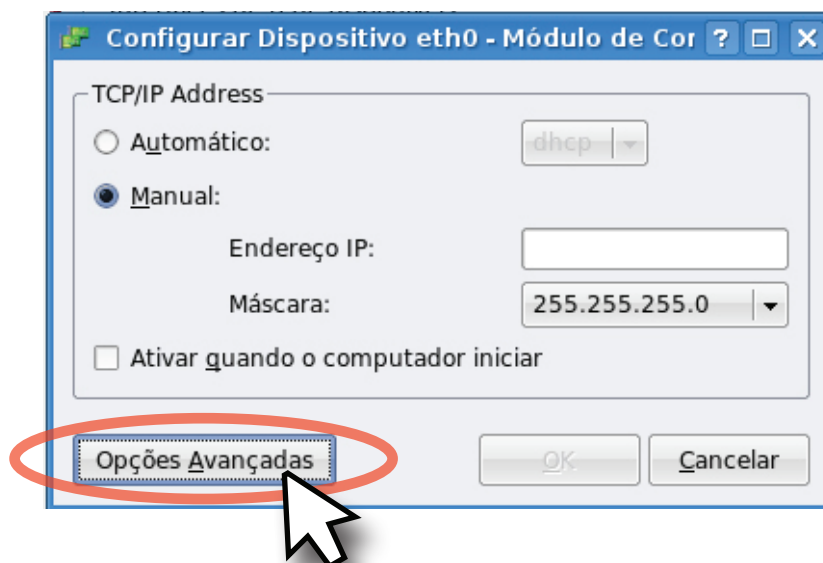 Configurar Dispositivo eth0 - Módulo de Cor
TCP/IP Address
Automático: dhcp
Manual:
Endereço IP:
Máscara: 255.255.255.0
Ativar quando o computador iniciar
Opções Avançadas OK Cancelar